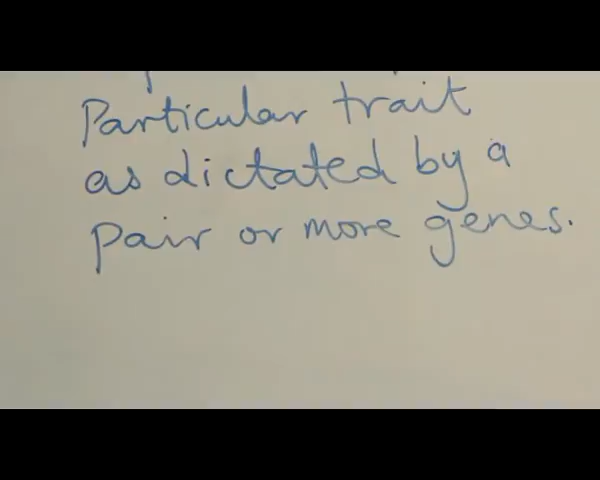 Particular trait
as dictated by a
pair or more genes.